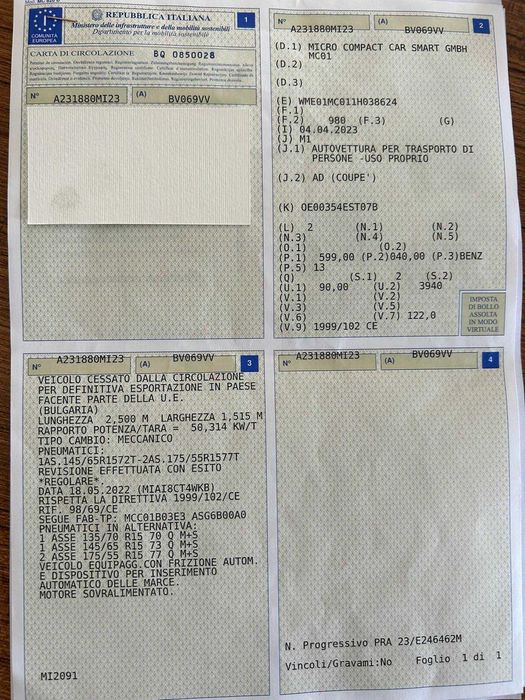 COMUNITÀ
EUROPEA
REPUBBLICA ITALIANA
Ministero delle infrastrutture e della mobilità sostenibili
Dipartimento per la mobilità sostenibile
1
CARTA DI CIRCOLAZIONE
BQ 0850028
N° A231880MI23 (A) BV069VV
A231880MI23 (A) BV069VV 2
(D.1) MICRO COMPACT CAR SMART GMBH
MC01
(D.2)
(D.3)
(E) WME01MC011H038624
(F.1)
(F.2) 980 (F.3) (G)
(I) 04.04.2023
(J) M1
(J.1) AUTOVETTURA PER TRASPORTO DI
PERSONE -USO PROPRIO
(J.2) AD (COUPE')
(K) OE00354EST07B
(L) 2 (N.1) (N.2)
(N.3) (N.4) (N.5)
(O.1) (O.2)
(P.1) 599,00 (P.2)040,00 (P.3)BENZ
(P.5) 13
(Q) (S.1) 2 (S.2)
(U.1) 90,00 (U.2) 3940
(V.1) (V.2)
(V.3) (V.5)
(V.6) (V.7) 122,0
(V.9) 1999/102 CE
IMPOSTA
DI BOLLO
ASSOLTA
IN MODO
VIRTUALE
N° A231880MI23 (A) BV069VV 3
VEICOLO CESSATO DALLA CIRCOLAZIONE
PER DEFINITIVA ESPORTAZIONE IN PAESE
FACENTE PARTE DELLA U.E.
(BULGARIA)
LUNGHEZZA 2,500 M LARGHEZZA 1,515 M
RAPPORTO POTENZA/TARA = 50,314 KW/T
TIPO CAMBIO: MECCANICO
PNEUMATICI:
1AS.145/65R1572T-2AS.175/55R1577T
REVISIONE EFFETTUATA CON ESITO
*REGOLARE*.
DATA 18.05.2022 (MIAI8CT4WKB)
RISPETTA LA DIRETTIVA 1999/102/CE
RIF. 98/69/CE
SEGUE FAB-TP: MCC01B03E3 ASG6B00A0
PNEUMATICI IN ALTERNATIVA:
1 ASSE 135/70 R15 70 Q M+S
1 ASSE 145/65 R15 73 Q M+S
2 ASSE 175/55 R15 77 Q M+S
VEICOLO EQUIPAGG.CON FRIZIONE AUTOM.
E DISPOSITIVO PER INSERIMENTO
AUTOMATICO DELLE MARCE.
MOTORE SOVRALIMENTATO.
MI2091
N° A231880MI23 (A) BV069VV 4
N. Progressivo PRA 23/E246462M
Vincoli/Gravami:No Foglio 1 di 1